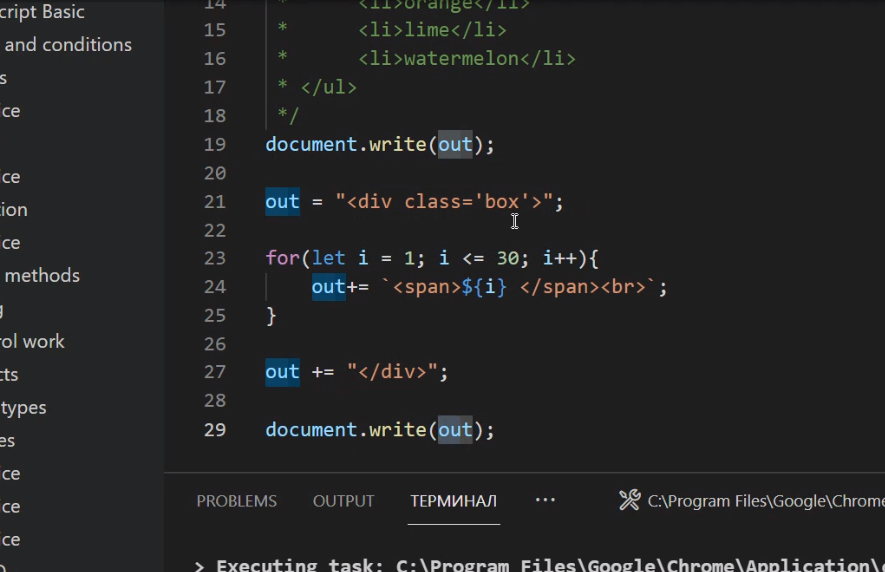 cript Basic
and conditions
s
ice
ice
tion
ice
methods
g
rol work
cts
types
es
ice
ice
ice
14 * <li>orange</li>
15 * <li>lime</li>
16 * <li>watermelon</li>
17 * </ul>
18 */
19 document.write(out);
20
21 out = "<div class='box'>";
22
23 for(let i = 1; i <= 30; i++){
24 out+= `<span>${i} </span><br>`;
25 }
26
27 out += "</div>";
28
29 document.write(out);
PROBLEMS OUTPUT ТЕРМИНАЛ ··· C:\Program Files\Google\Chrome
> Executing task: C:\Program Files\Google\Chrome\Application\c